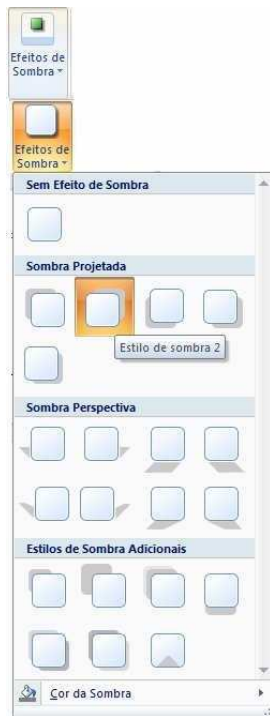 Efeitos de
Sombra
Efeitos de
Sombra
Sem Efeito de Sombra
Sombra Projetada
Estilo de sombra 2
Sombra Perspectiva
Estilos de Sombra Adicionais
Cor da Sombra